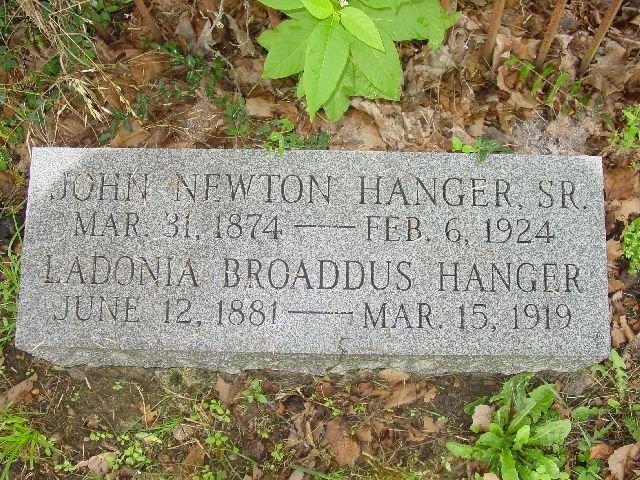 JOHN NEWTON HANGER, SR.
MAR. 31, 1874 — FEB. 6, 1924
LADONIA BROADDUS HANGER
JUNE 12, 1881 — MAR. 15, 1919